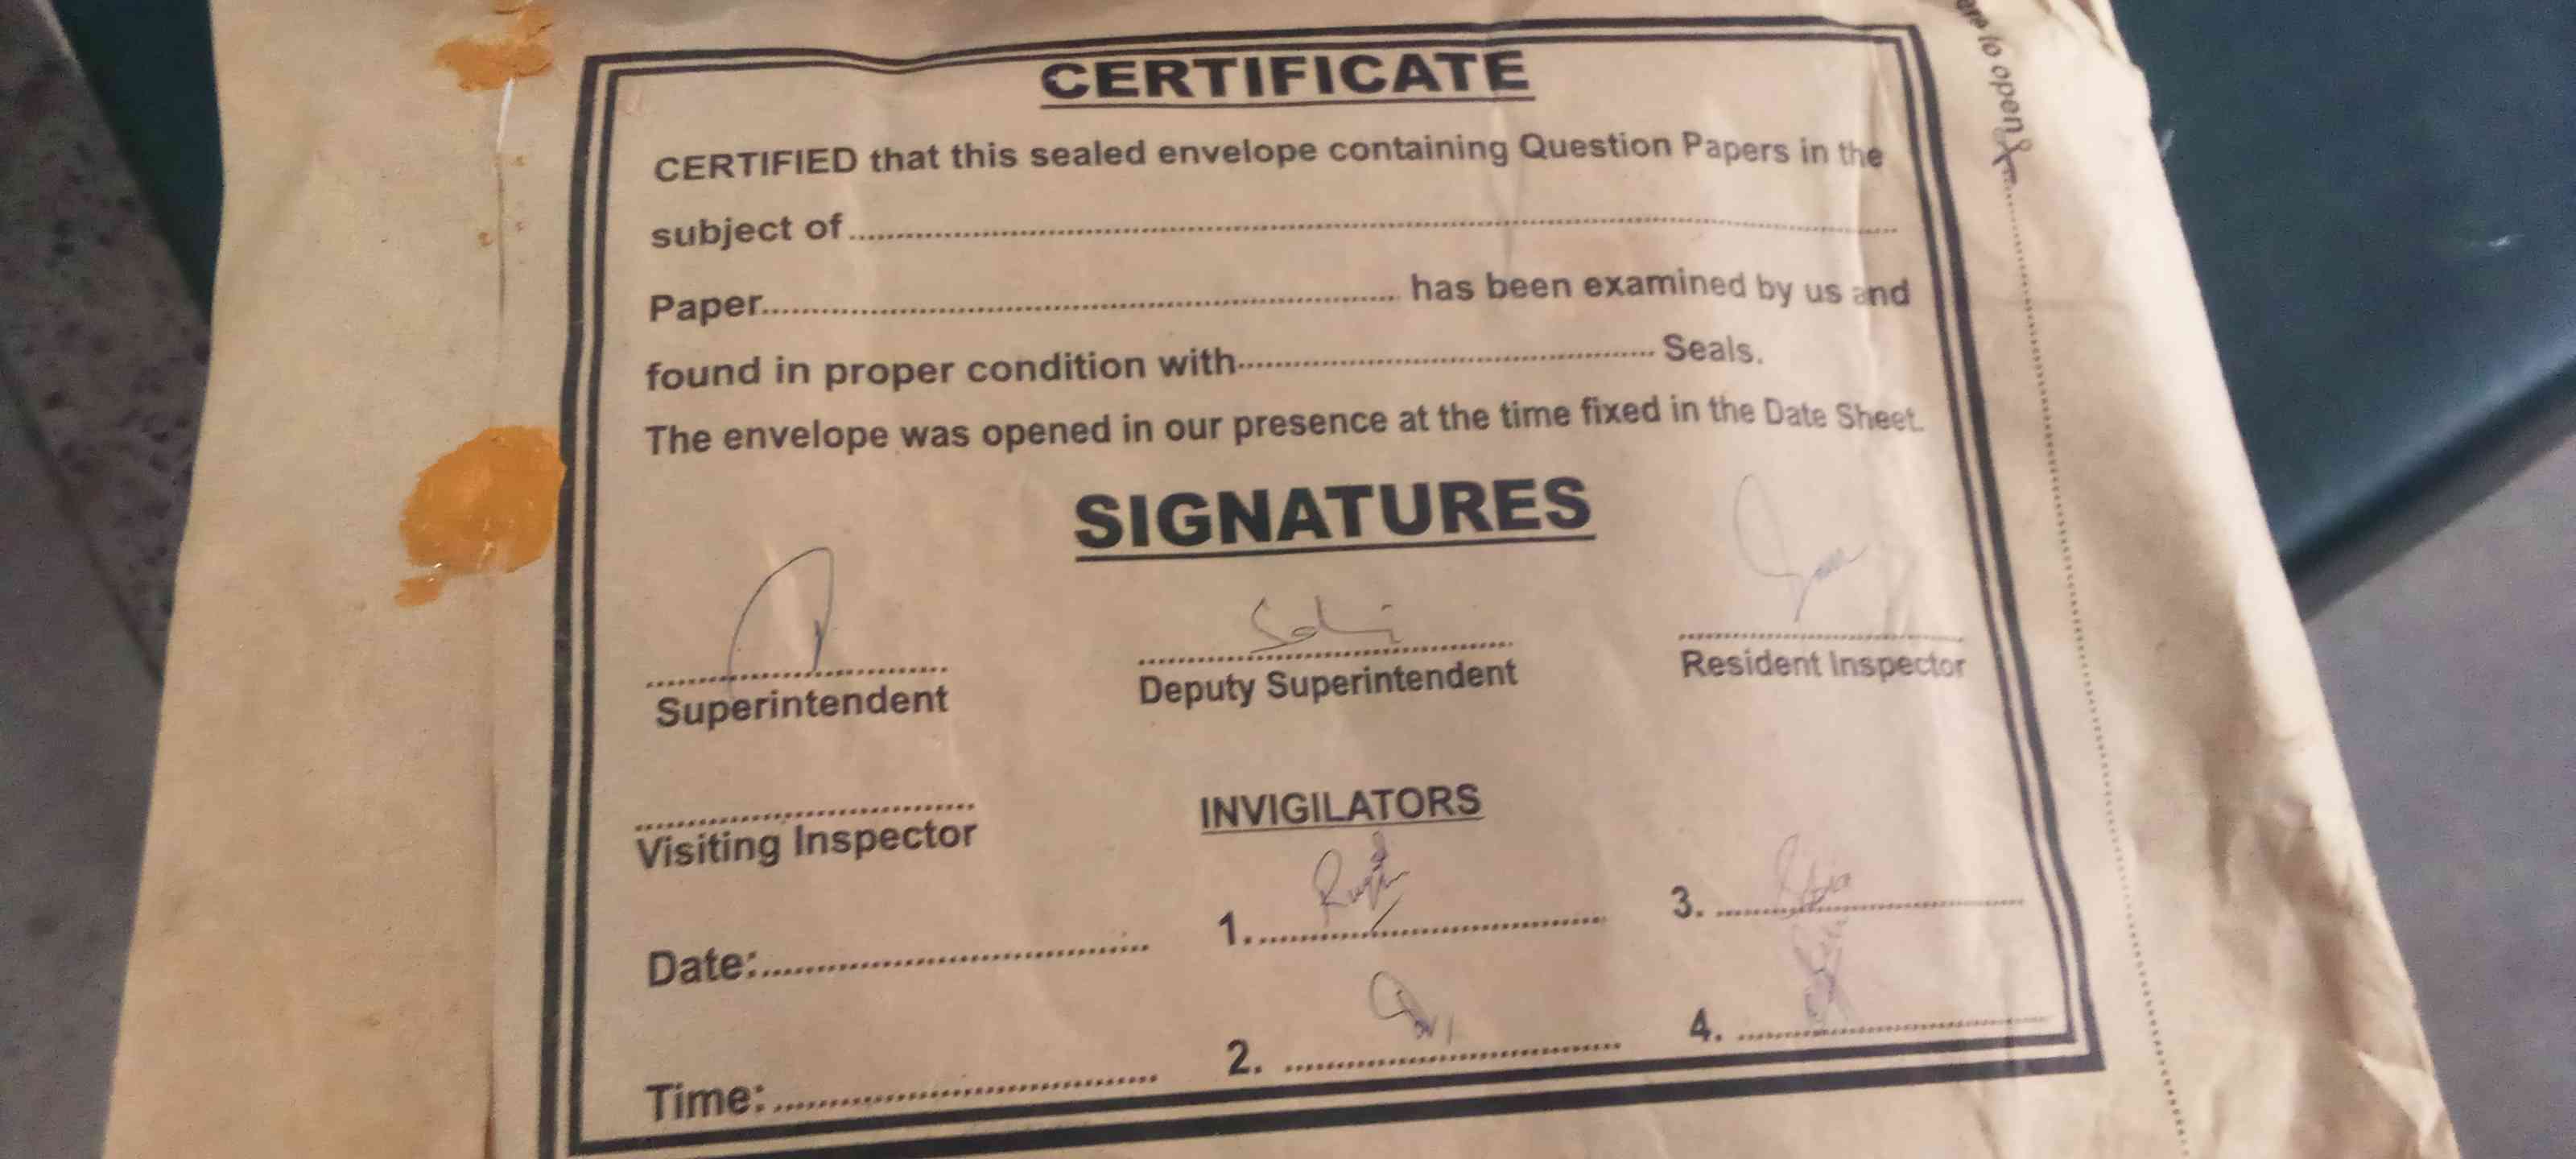 ere to open
CERTIFICATE
CERTIFIED that this sealed envelope containing Question Papers in the
subject of
Paper has been examined by us and
found in proper condition with Seals.
The envelope was opened in our presence at the time fixed in the Date Sheet.
SIGNATURES
Superintendent Deputy Superintendent Resident Inspector
Visiting Inspector INVIGILATORS
Date: 1. 3.
Time: 2. 4.